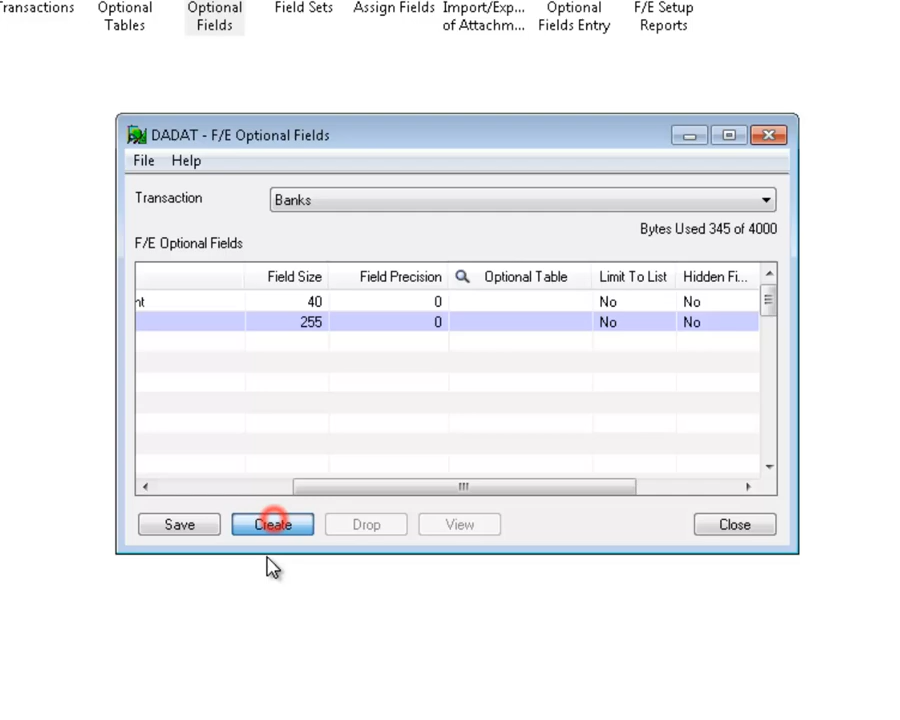 Transactions
Optional
Tables
Optional
Fields
Field Sets
Assign Fields
Import/Exp...
of Attachm...
Optional
Fields Entry
F/E Setup
Reports
DADAT - F/E Optional Fields
File Help
Transaction Banks
Bytes Used 345 of 4000
F/E Optional Fields
Field Size Field Precision Optional Table Limit To List Hidden Fi...
nt 40 0 No No
255 0 No No
Save Create Drop View Close